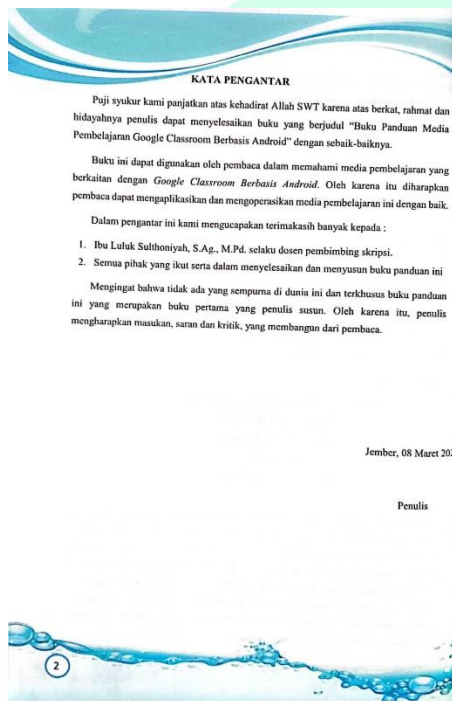 KATA PENGANTAR
Puji syukur kami panjatkan atas kehadirat Allah SWT karena atas berkat, rahmat dan
hidayahnya penulis dapat menyelesaikan buku yang berjudul “Buku Panduan Media
Pembelajaran Google Classroom Berbasis Android” dengan sebaik-baiknya.
Buku ini dapat digunakan oleh pembaca dalam memahami media pembelajaran yang
berkaitan dengan Google Classroom Berbasis Android. Oleh karena itu diharapkan
pembaca dapat mengaplikasikan dan mengoperasikan media pembelajaran ini dengan baik.
Dalam pengantar ini kami mengucapakan terimakasih banyak kepada :
1. Ibu Luluk Sulthoniyah, S.Ag., M.Pd. selaku dosen pembimbing skripsi.
2. Semua pihak yang ikut serta dalam menyelesaikan dan menyusun buku panduan ini
Mengingat bahwa tidak ada yang sempurna di dunia ini dan terkhusus buku panduan
ini yang merupakan buku pertama yang penulis susun. Oleh karena itu, penulis
mengharapkan masukan, saran dan kritik, yang membangun dari pembaca.
Jember, 08 Maret
Penulis
2